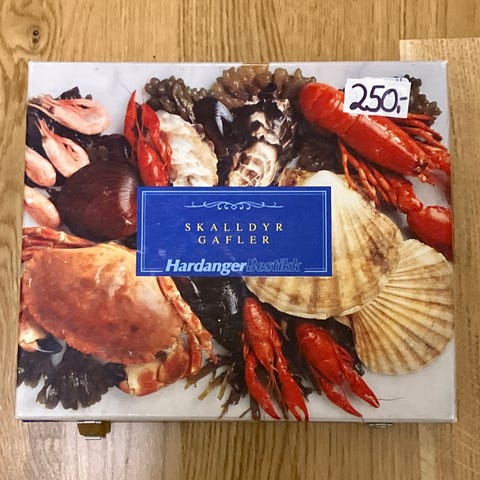 250,-
SKALLDYR
GAFLER
HardangerBestikk